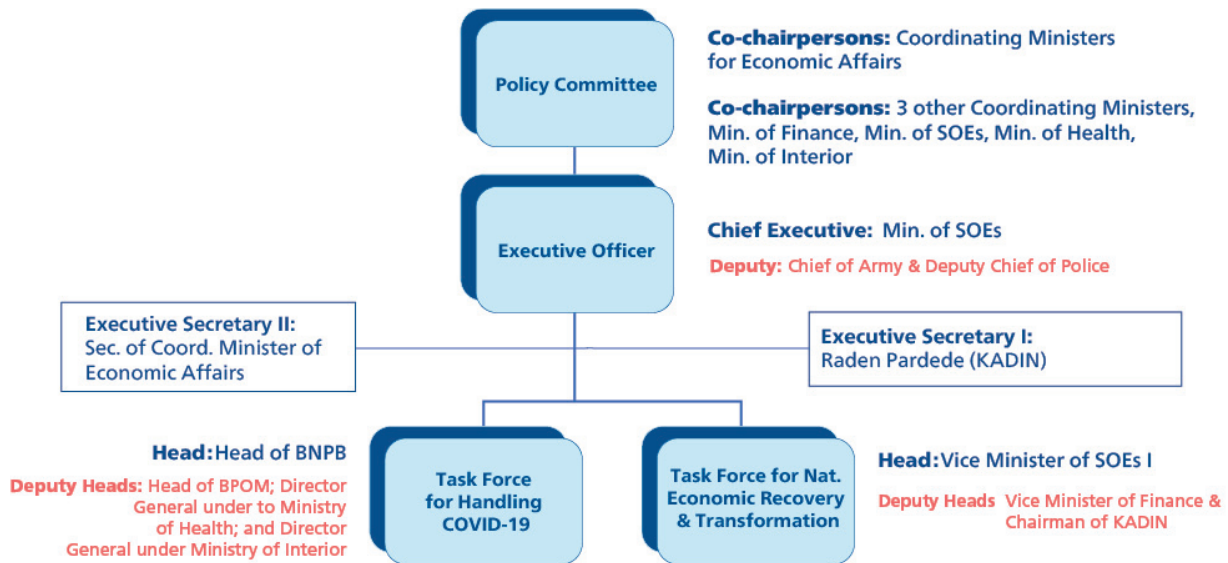 Policy Committee
Co-chairpersons: Coordinating Ministers
for Economic Affairs
Co-chairpersons: 3 other Coordinating Ministers,
Min. of Finance, Min. of SOEs, Min. of Health,
Min. of Interior
Executive Officer
Chief Executive: Min. of SOEs
Deputy: Chief of Army & Deputy Chief of Police
Executive Secretary II:
Sec. of Coord. Minister of
Economic Affairs
Executive Secretary I:
Raden Pardede (KADIN)
Head: Head of BNPB
Deputy Heads: Head of BPOM; Director
General under to Ministry
of Health; and Director
General under Ministry of Interior
Task Force
for Handling
COVID-19
Task Force for Nat.
Economic Recovery
& Transformation
Head: Vice Minister of SOEs I
Deputy Heads Vice Minister of Finance &
Chairman of KADIN